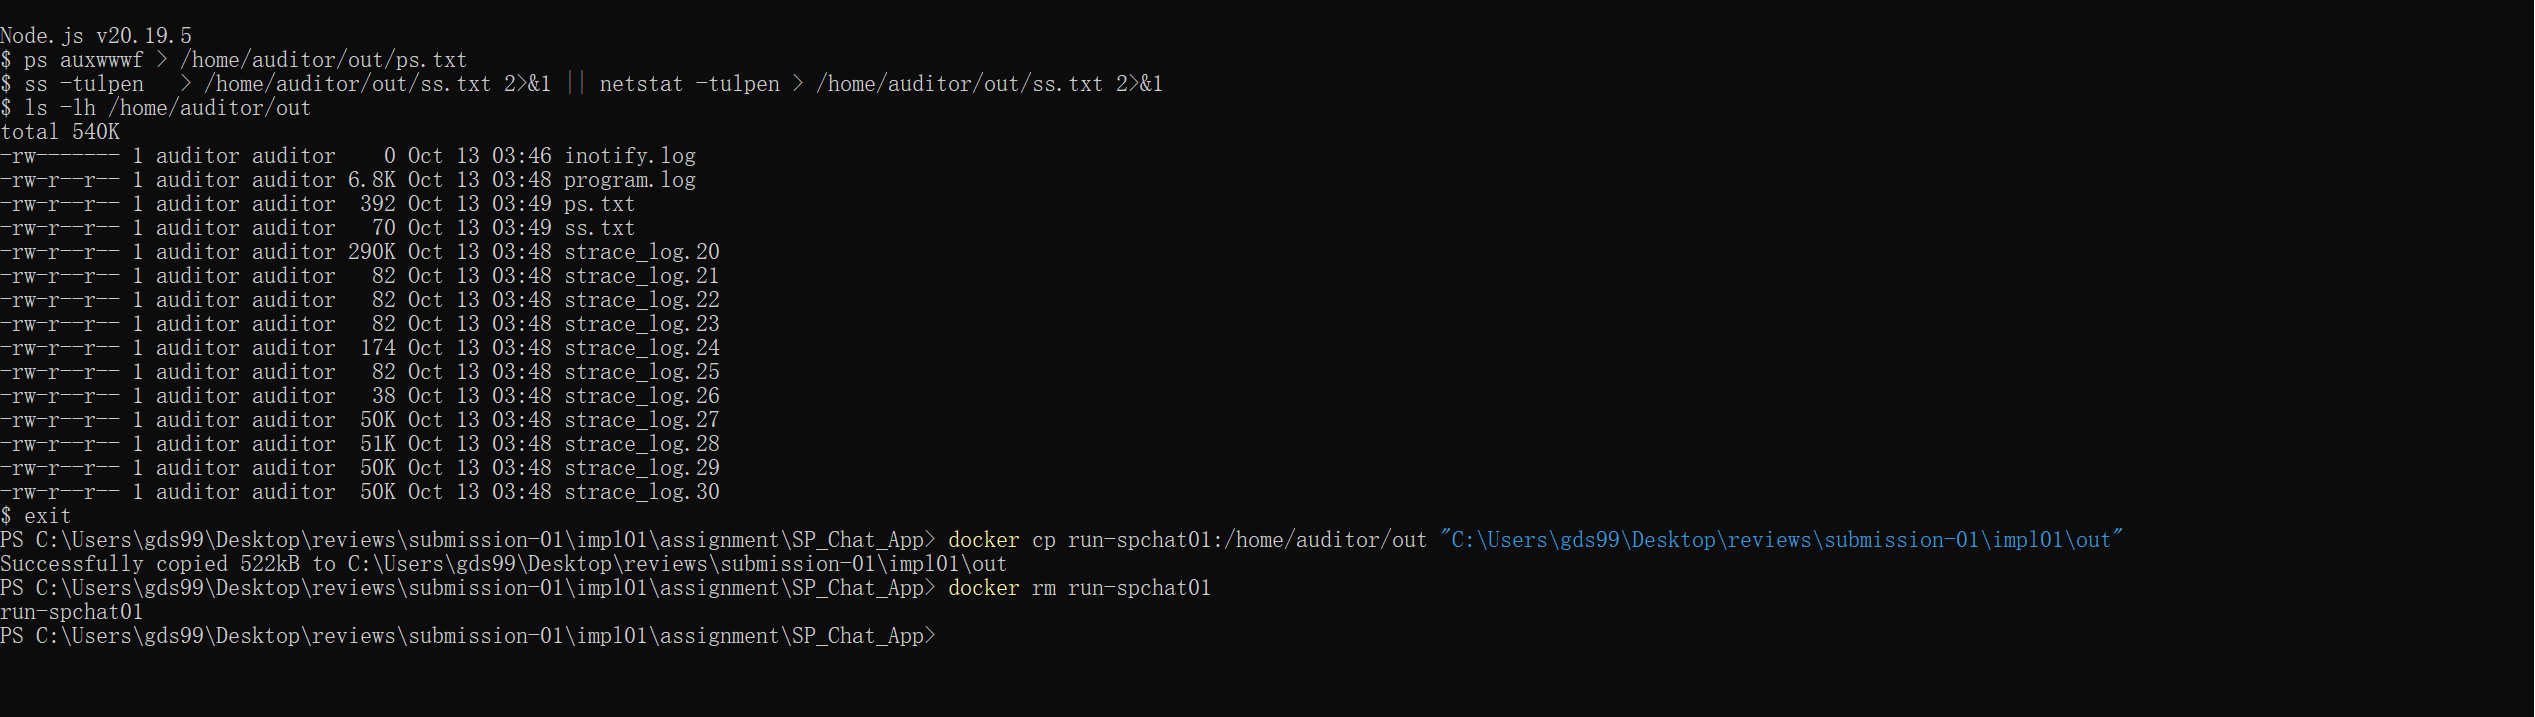 Node.js v20.19.5
$ ps auxwwwf > /home/auditor/out/ps.txt
$ ss -tulpen   > /home/auditor/out/ss.txt 2>&1 || netstat -tulpen > /home/auditor/out/ss.txt 2>&1
$ ls -lh /home/auditor/out
total 540K
-rw------- 1 auditor auditor    0 Oct 13 03:46 inotify.log
-rw-r--r-- 1 auditor auditor 6.8K Oct 13 03:48 program.log
-rw-r--r-- 1 auditor auditor  392 Oct 13 03:49 ps.txt
-rw-r--r-- 1 auditor auditor   70 Oct 13 03:49 ss.txt
-rw-r--r-- 1 auditor auditor 290K Oct 13 03:48 strace_log.20
-rw-r--r-- 1 auditor auditor   82 Oct 13 03:48 strace_log.21
-rw-r--r-- 1 auditor auditor   82 Oct 13 03:48 strace_log.22
-rw-r--r-- 1 auditor auditor   82 Oct 13 03:48 strace_log.23
-rw-r--r-- 1 auditor auditor  174 Oct 13 03:48 strace_log.24
-rw-r--r-- 1 auditor auditor   82 Oct 13 03:48 strace_log.25
-rw-r--r-- 1 auditor auditor   38 Oct 13 03:48 strace_log.26
-rw-r--r-- 1 auditor auditor  50K Oct 13 03:48 strace_log.27
-rw-r--r-- 1 auditor auditor  51K Oct 13 03:48 strace_log.28
-rw-r--r-- 1 auditor auditor  50K Oct 13 03:48 strace_log.29
-rw-r--r-- 1 auditor auditor  50K Oct 13 03:48 strace_log.30
$ exit
PS C:\Users\gds99\Desktop\reviews\submission-01\impl01\assignment\SP_Chat_App> docker cp run-spchat01:/home/auditor/out "C:\Users\gds99\Desktop\reviews\submission-01\impl01\out"
Successfully copied 522kB to C:\Users\gds99\Desktop\reviews\submission-01\impl01\out
PS C:\Users\gds99\Desktop\reviews\submission-01\impl01\assignment\SP_Chat_App> docker rm run-spchat01
run-spchat01
PS C:\Users\gds99\Desktop\reviews\submission-01\impl01\assignment\SP_Chat_App>